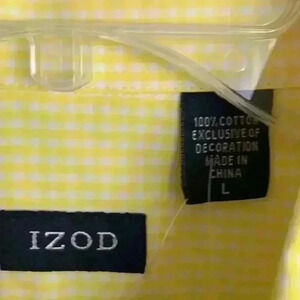 100% COTTON
EXCLUSIVE OF
DECORATION
MADE IN
CHINA
L
IZOD